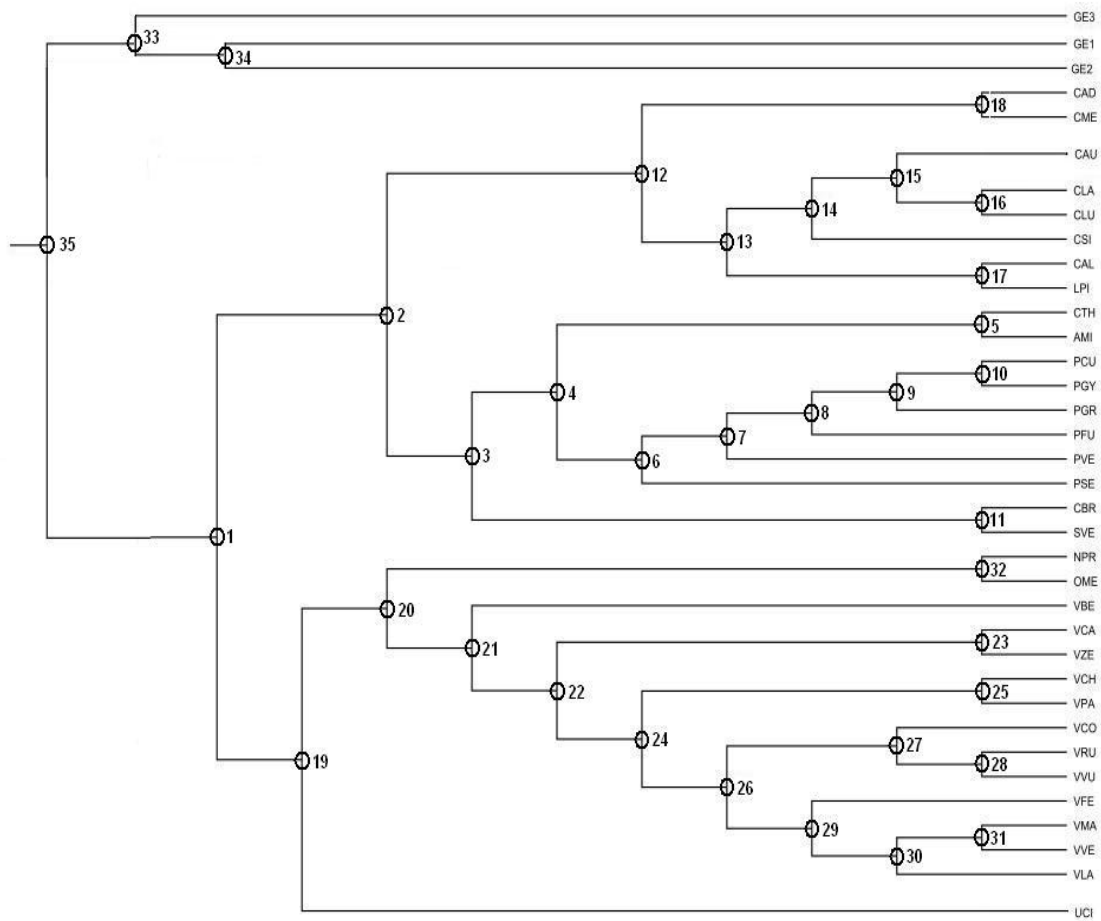 GE3
33
GE1
34
GE2
CAD
18
CME
CAU
12
15
CLA
16
CLU
14
CSI
13
35
CAL
17
LPI
CTH
2
5
AMI
PCU
10
PGY
4
9
PGR
8
PFU
7
3
PVE
6
PSE
CBR
11
SVE
1
NPR
32
OME
20
VBE
VCA
23
21
VZE
VCH
22
25
VPA
VCO
24
27
VRU
19
28
VVU
26
VFE
VMA
29
31
VVE
30
VLA
UCI